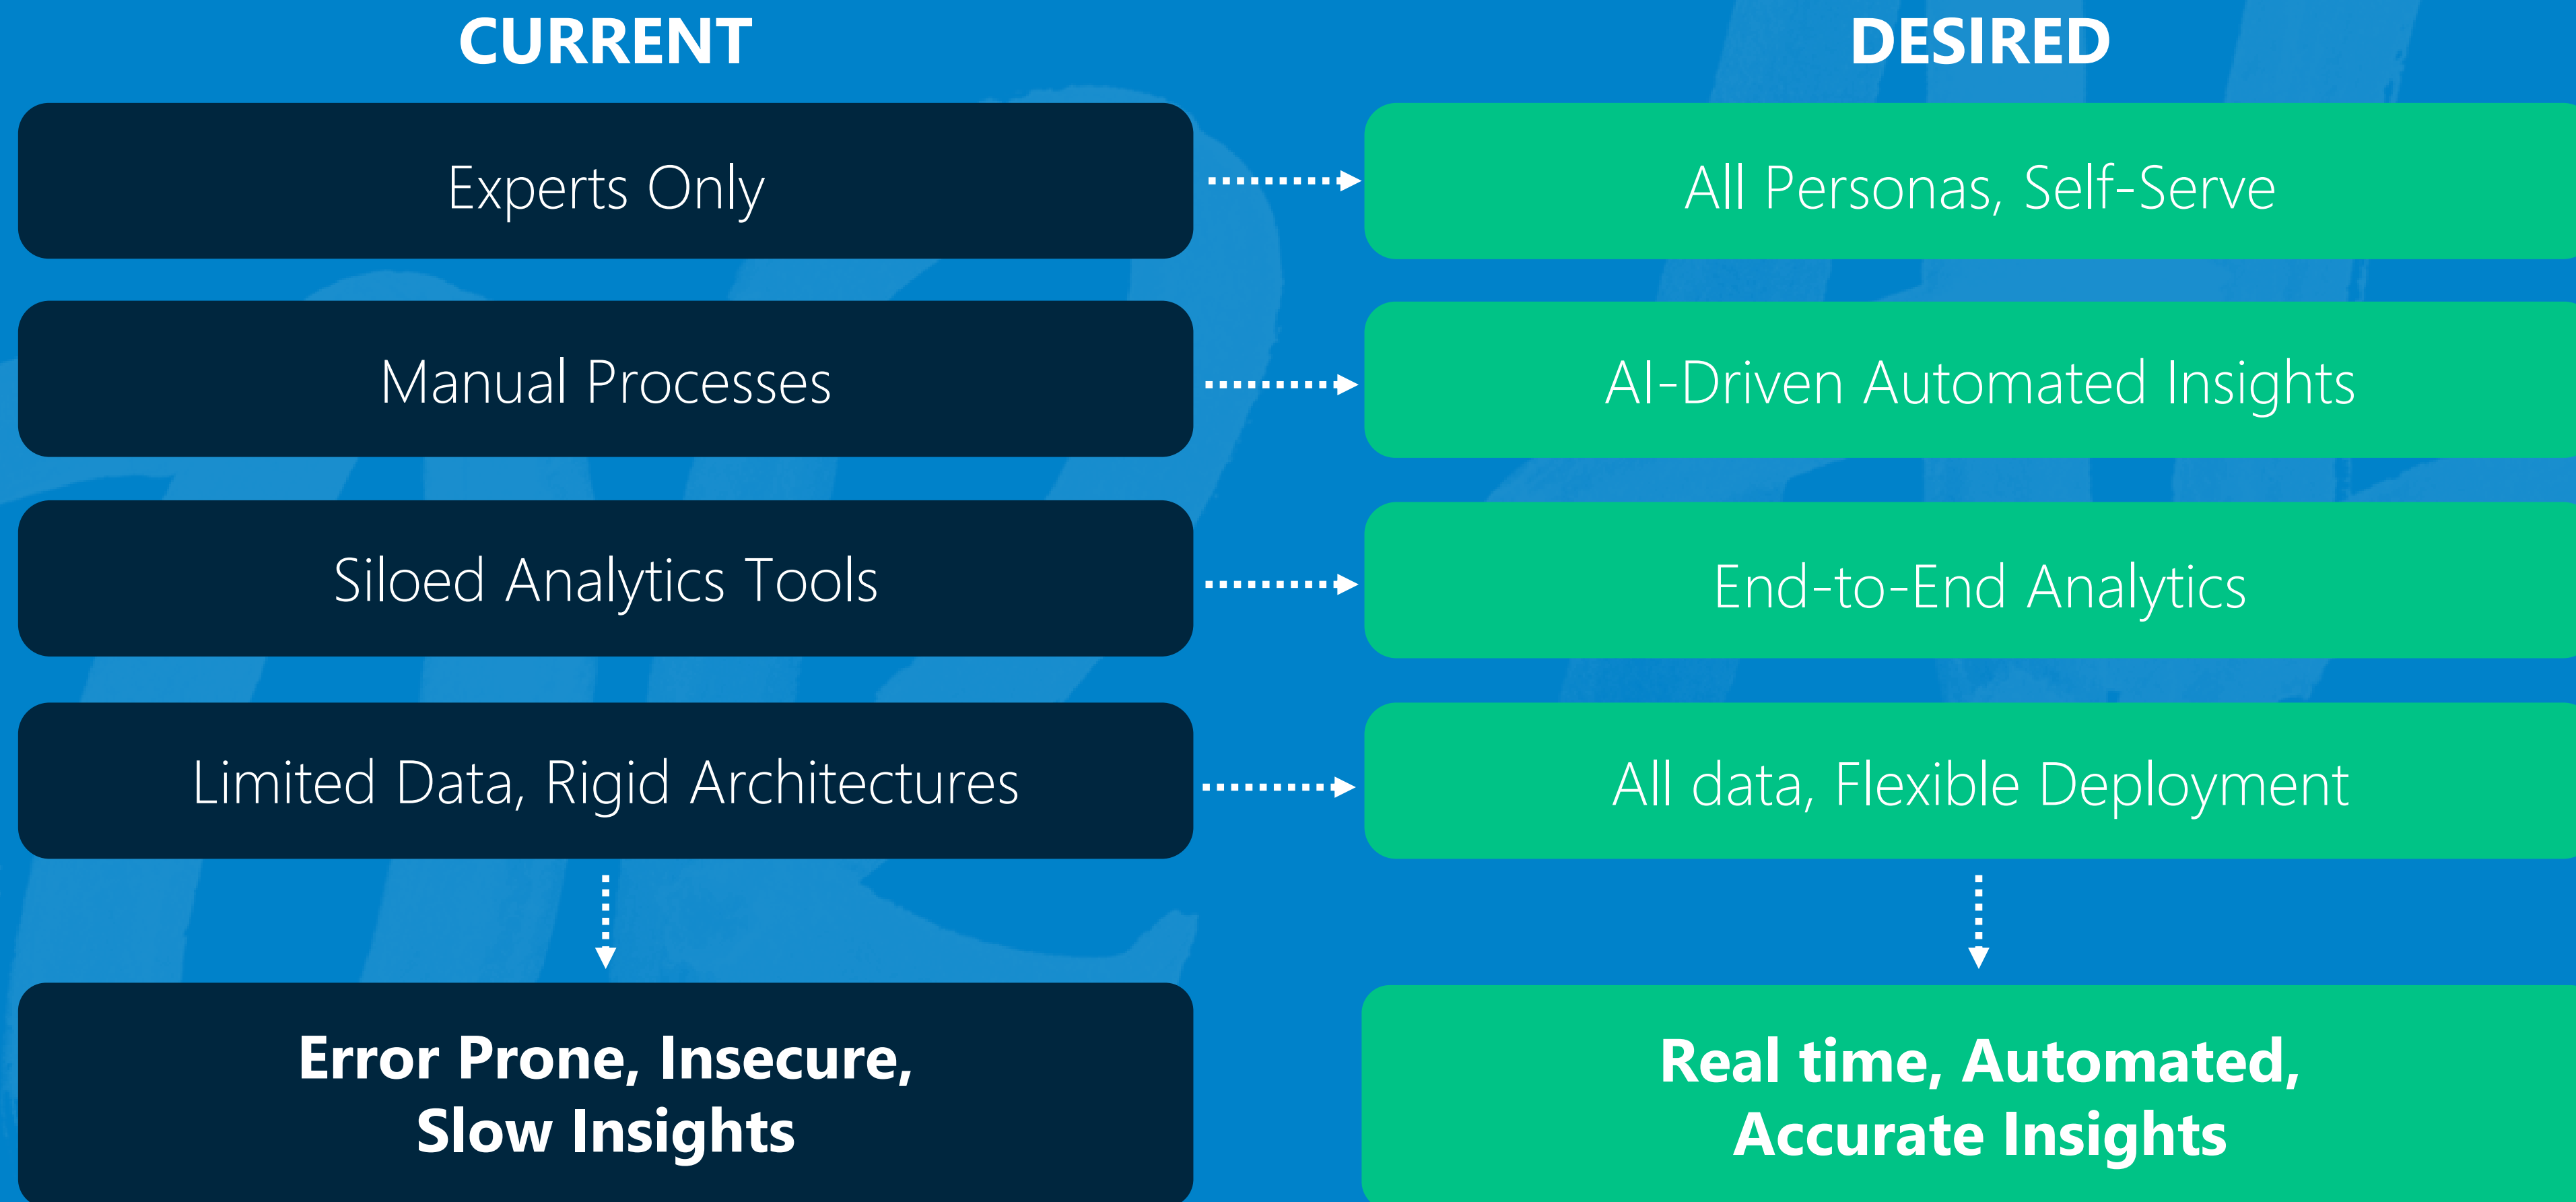 CURRENT
DESIRED
Experts Only
All Personas, Self-Serve
Manual Processes
AI-Driven Automated Insights
Siloed Analytics Tools
End-to-End Analytics
Limited Data, Rigid Architectures
All data, Flexible Deployment
Error Prone, Insecure,
Slow Insights
Real time, Automated,
Accurate Insights